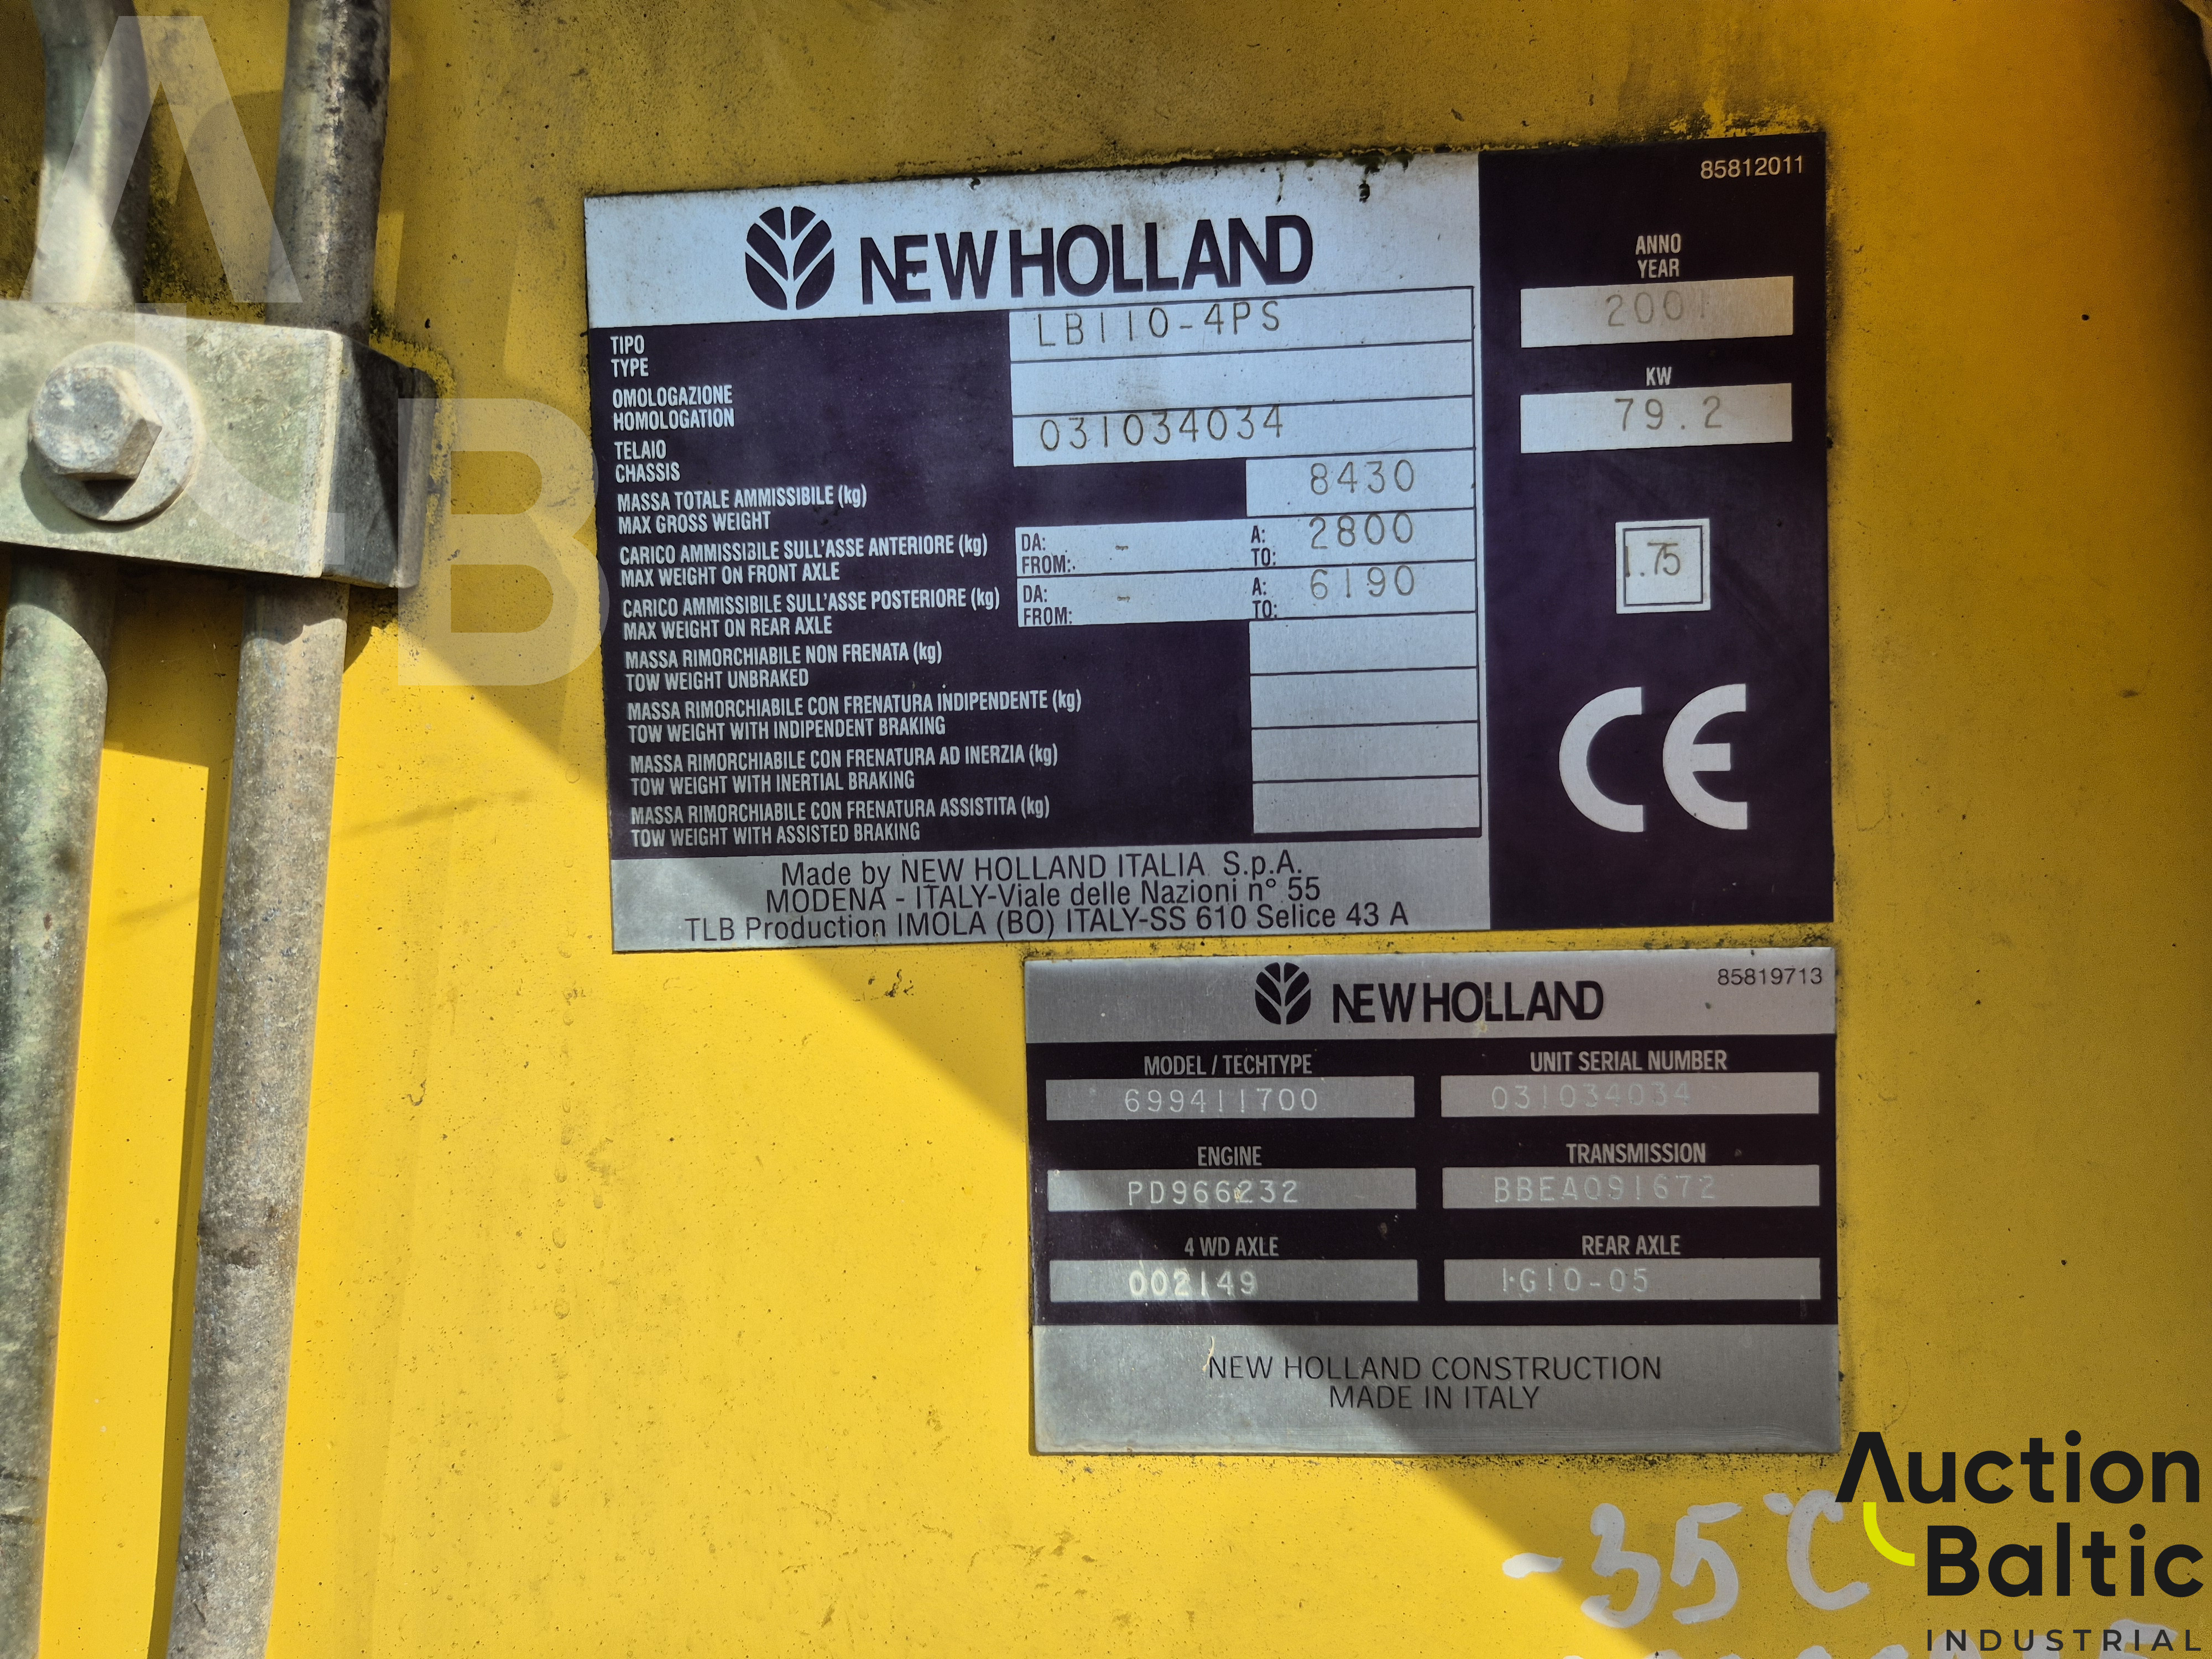 85812011
NEW HOLLAND
TIPO
TYPE
LB110-4PS
OMOLOGAZIONE
HOMOLOGATION
TELAIO
CHASSIS
031034034
MASSA TOTALE AMMISSIBILE (kg)
MAX GROSS WEIGHT
8430
CARICO AMMISSIBILE SULL'ASSE ANTERIORE (kg)
MAX WEIGHT ON FRONT AXLE
DA: - A: 2800
FROM: TO:
CARICO AMMISSIBILE SULL'ASSE POSTERIORE (kg)
MAX WEIGHT ON REAR AXLE
DA: - A: 6190
FROM: TO:
MASSA RIMORCHIABILE NON FRENATA (kg)
TOW WEIGHT UNBRAKED
MASSA RIMORCHIABILE CON FRENATURA INDIPENDENTE (kg)
TOW WEIGHT WITH INDIPENDENT BRAKING
MASSA RIMORCHIABILE CON FRENATURA AD INERZIA (kg)
TOW WEIGHT WITH INERTIAL BRAKING
MASSA RIMORCHIABILE CON FRENATURA ASSISTITA (kg)
TOW WEIGHT WITH ASSISTED BRAKING
Made by NEW HOLLAND ITALIA S.p.A.
MODENA - ITALY-Viale delle Nazioni n° 55
TLB Production IMOLA (BO) ITALY-SS 610 Selice 43 A
ANNO
YEAR
2001
KW
79.2
1.75
CE
NEW HOLLAND
85819713
MODEL / TECHTYPE
699411700
UNIT SERIAL NUMBER
031034034
ENGINE
PD966232
TRANSMISSION
BBEA091672
4 WD AXLE
002149
REAR AXLE
G10-05
NEW HOLLAND CONSTRUCTION
MADE IN ITALY
-35°C
Auction
Baltic
INDUSTRIAL